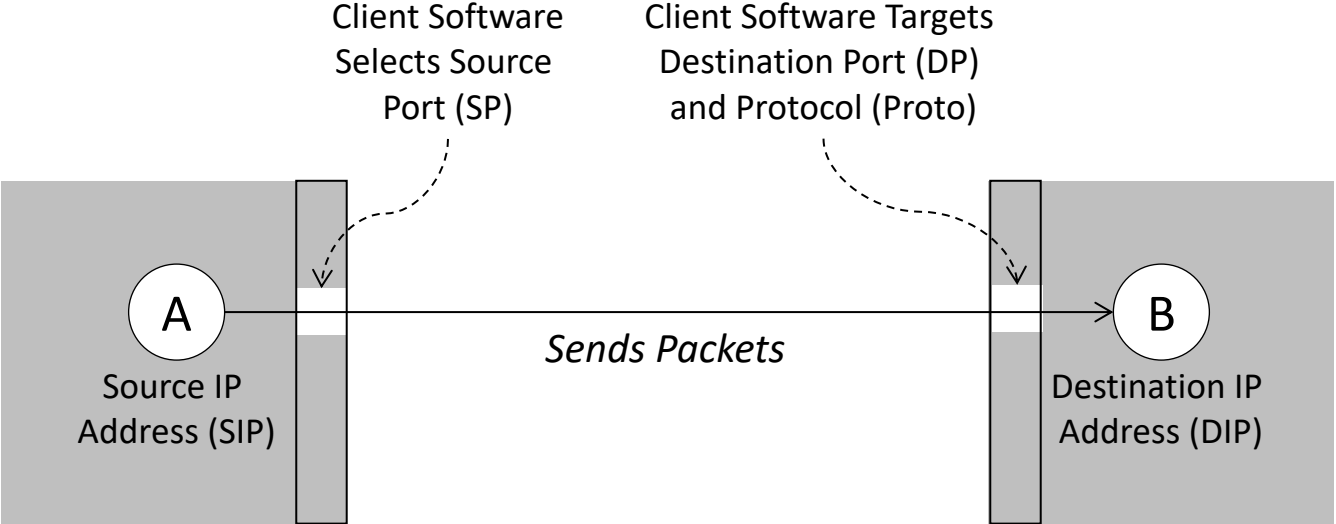 Client Software
Selects Source
Port (SP)
Client Software Targets
Destination Port (DP)
and Protocol (Proto)
A
B
Sends Packets
Source IP
Address (SIP)
Destination IP
Address (DIP)